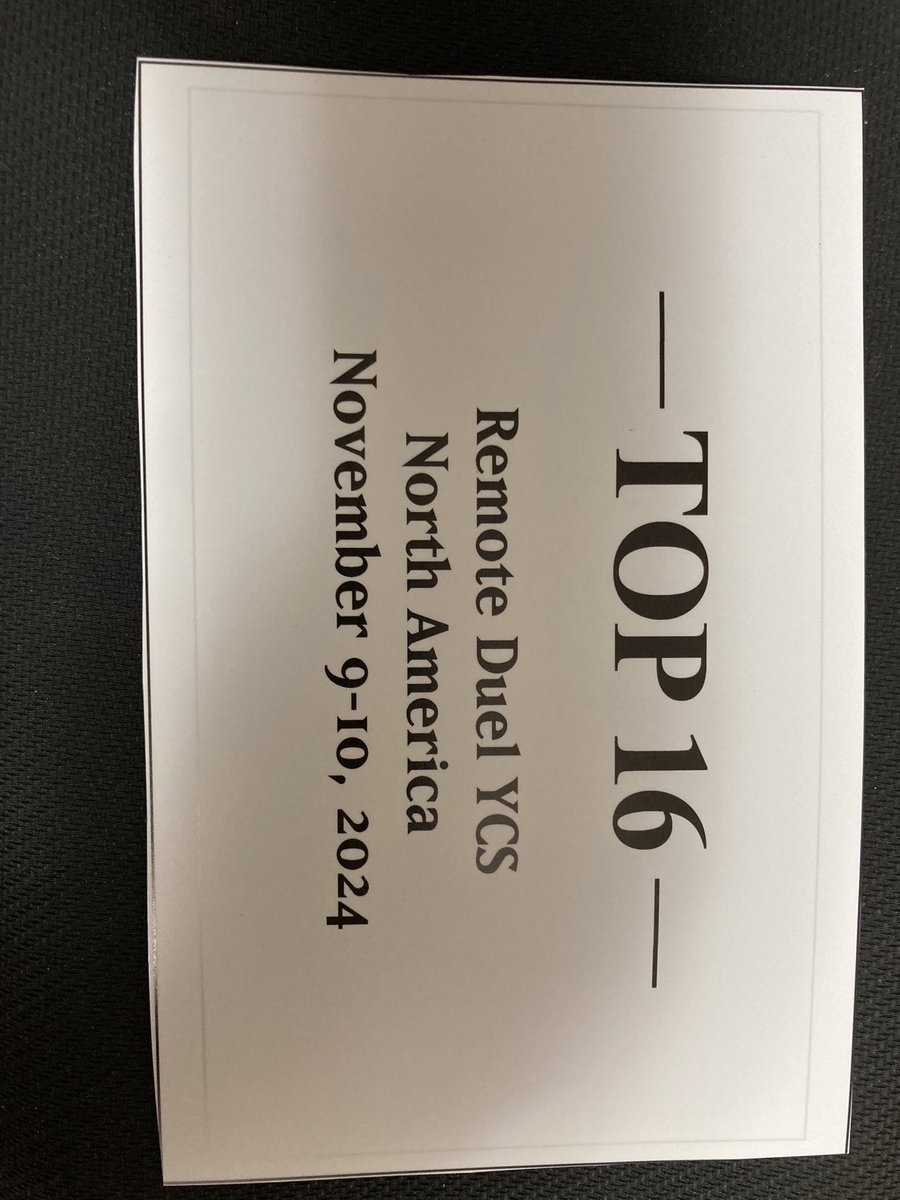 — TOP 16 —
Remote Duel YCS
North America
November 9-10, 2024